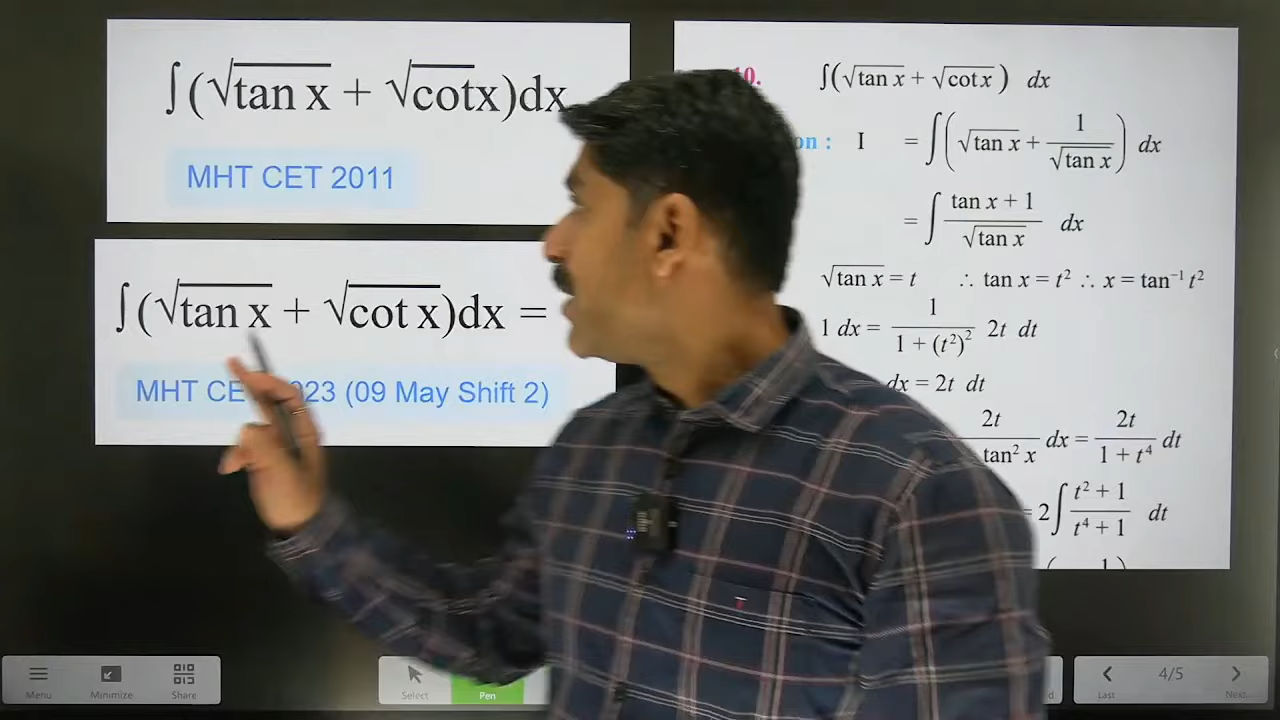 ∫(√tan x + √cotx)dx
MHT CET 2011
∫(√tan x + √cot x)dx =
MHT CE 023 (09 May Shift 2)
10. ∫(√tan x + √cot x) dx
on : I = ∫(√tan x + 1/√tan x) dx
= ∫ (tan x + 1)/√tan x dx
√tan x = t ∴ tan x = t² ∴ x = tan⁻¹ t²
1 dx = 1/(1 + (t²)²) 2t dt
dx = 2t dt
2t/tan² x dx = 2t/(1 + t⁴) dt
= 2∫ (t² + 1)/(t⁴ + 1) dt
Menu
Minimize
Share
Select
Pen
d
Last
4/5
Next...